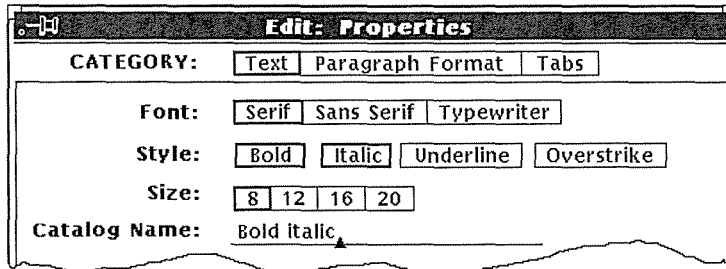 Edit: Properties
CATEGORY: Text Paragraph Format Tabs
Font: Serif Sans Serif Typewriter
Style: Bold Italic Underline Overstrike
Size: 8 12 16 20
Catalog Name: Bold italic